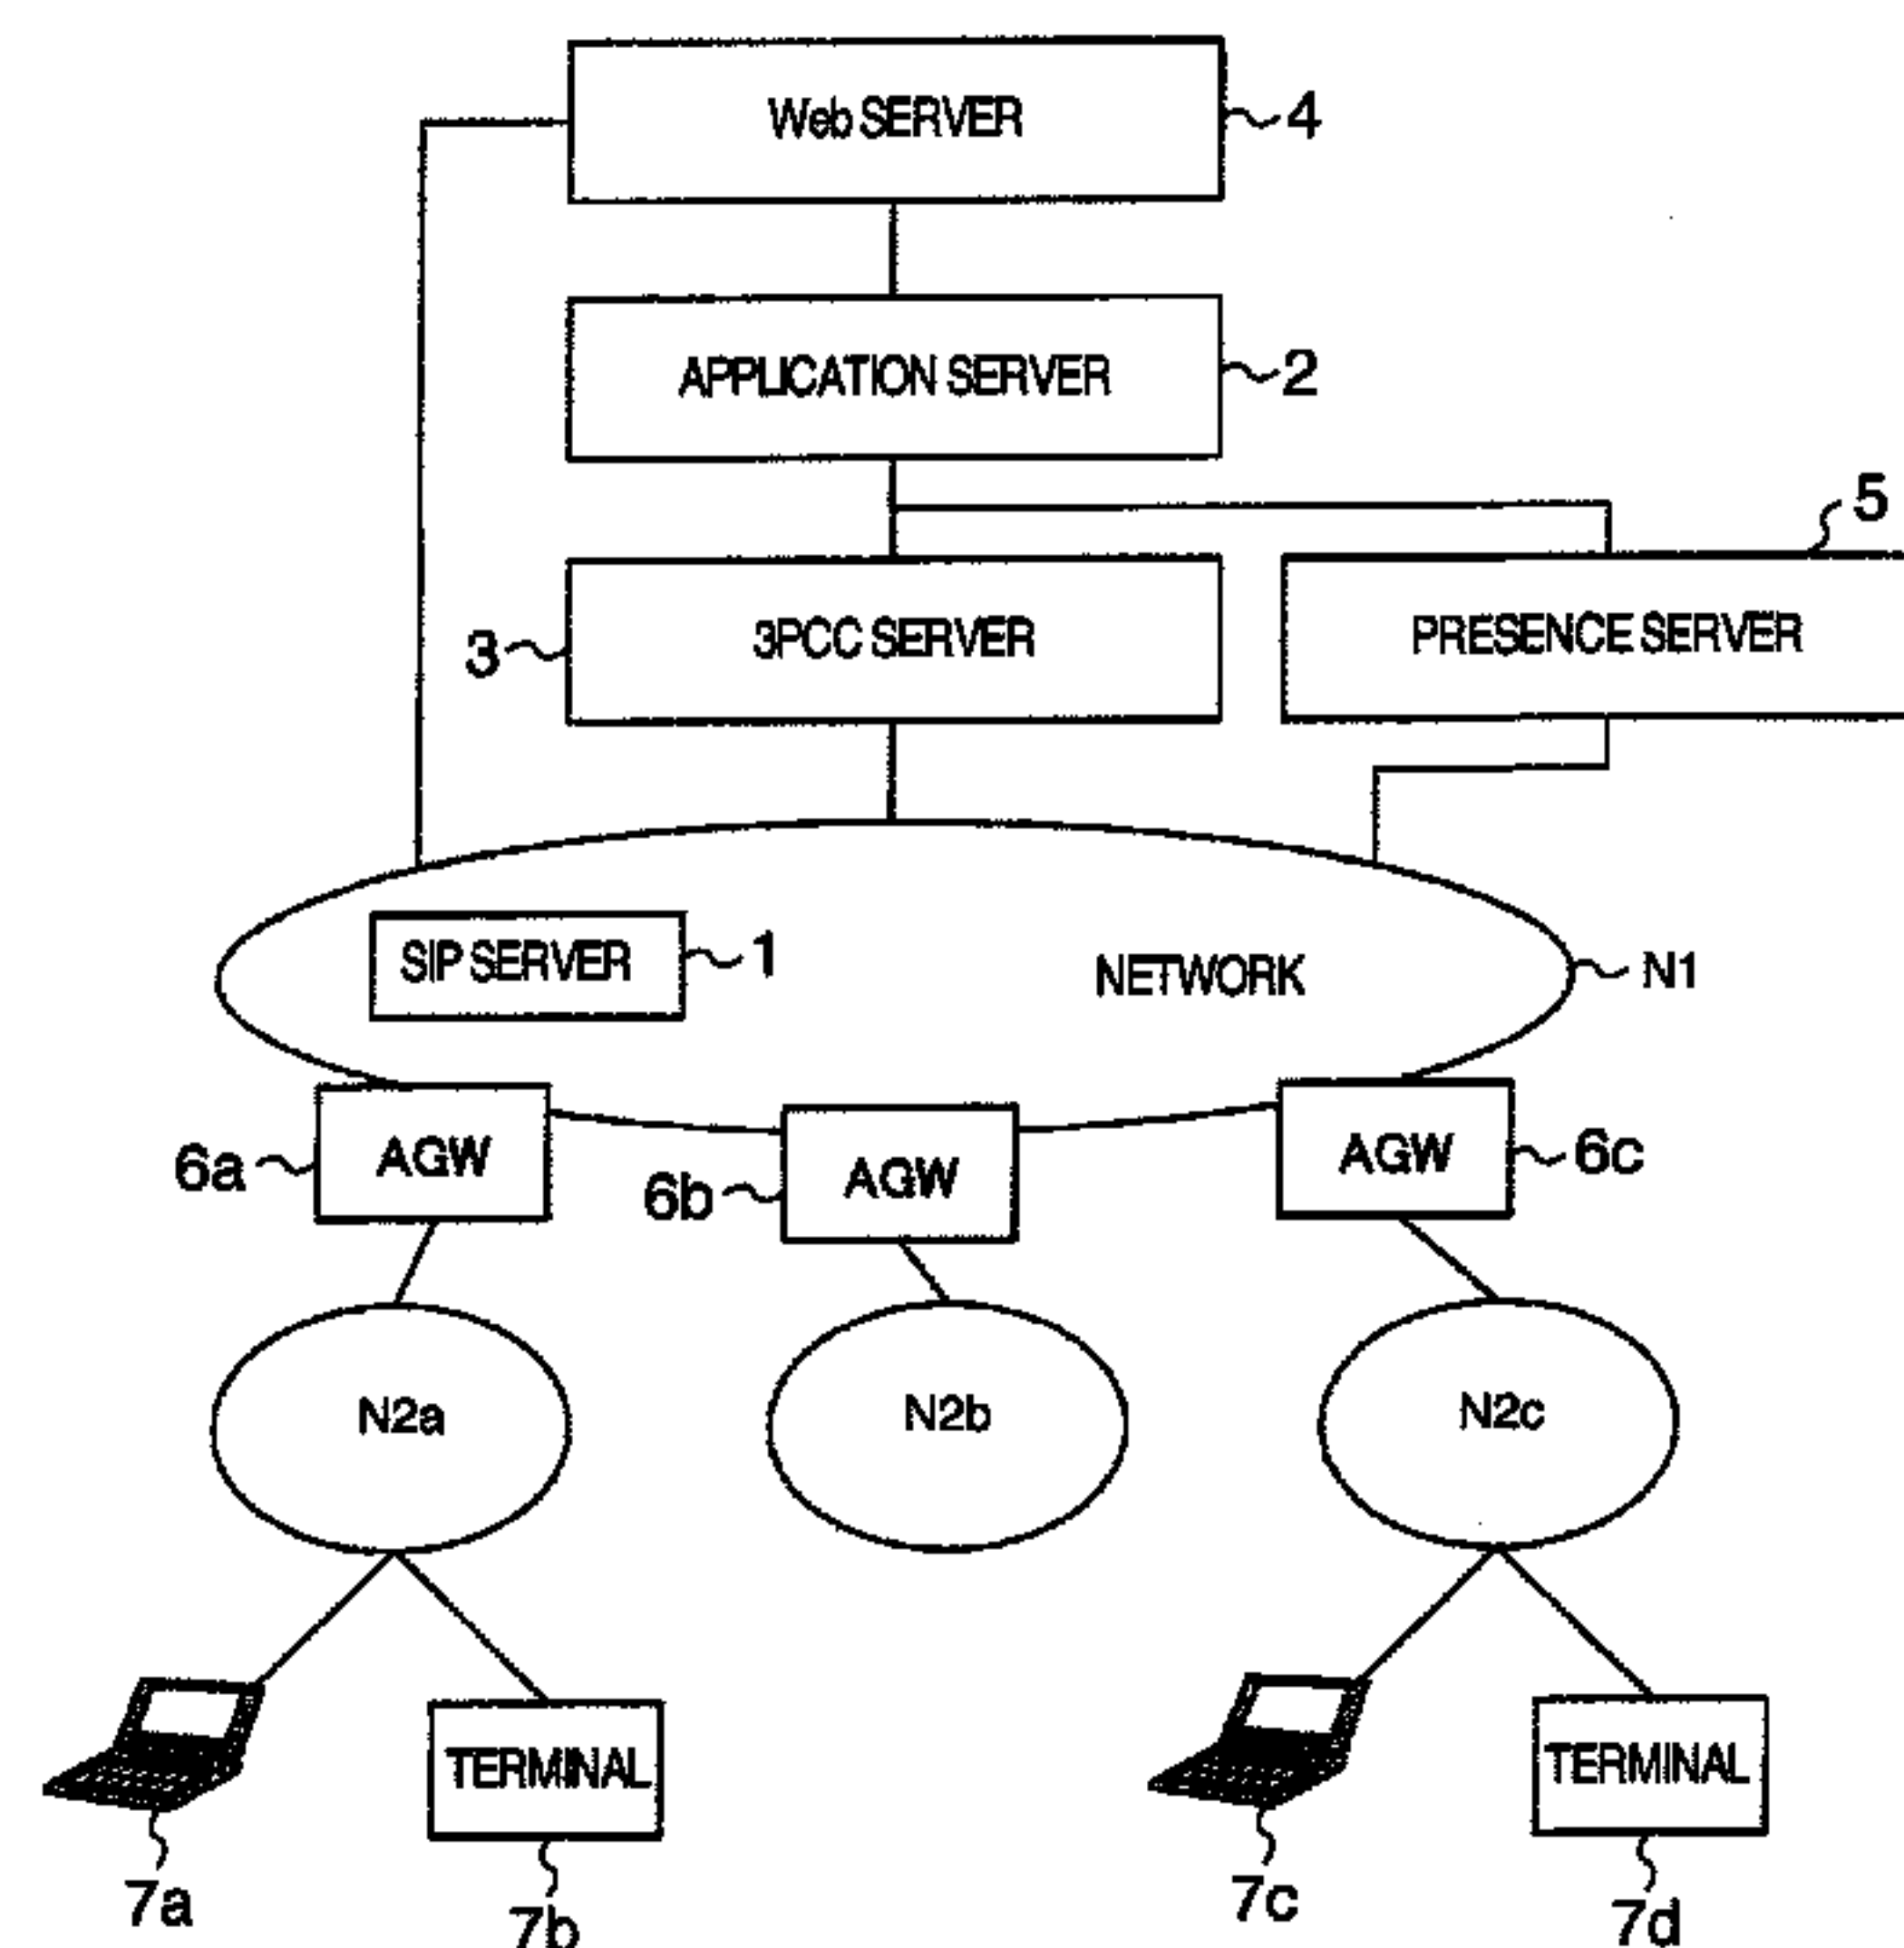 Web SERVER
4
APPLICATION SERVER
2
5
3PCC SERVER
3
PRESENCE SERVER
SIP SERVER
1
NETWORK
N1
6a
AGW
6b
AGW
AGW
6c
N2a
N2b
N2c
TERMINAL
TERMINAL
7a
7b
7c
7d